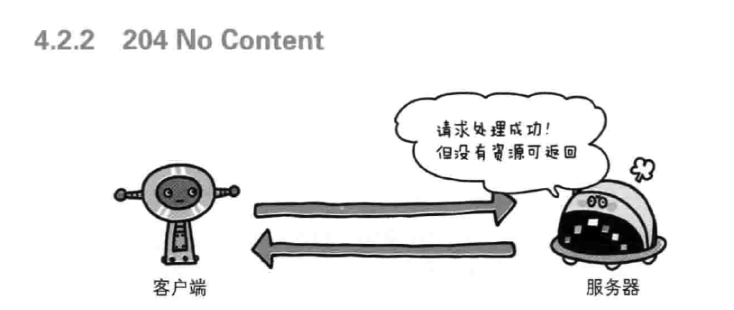 4.2.2 204 No Content
请求处理成功!
但没有资源可返回
客户端
服务器